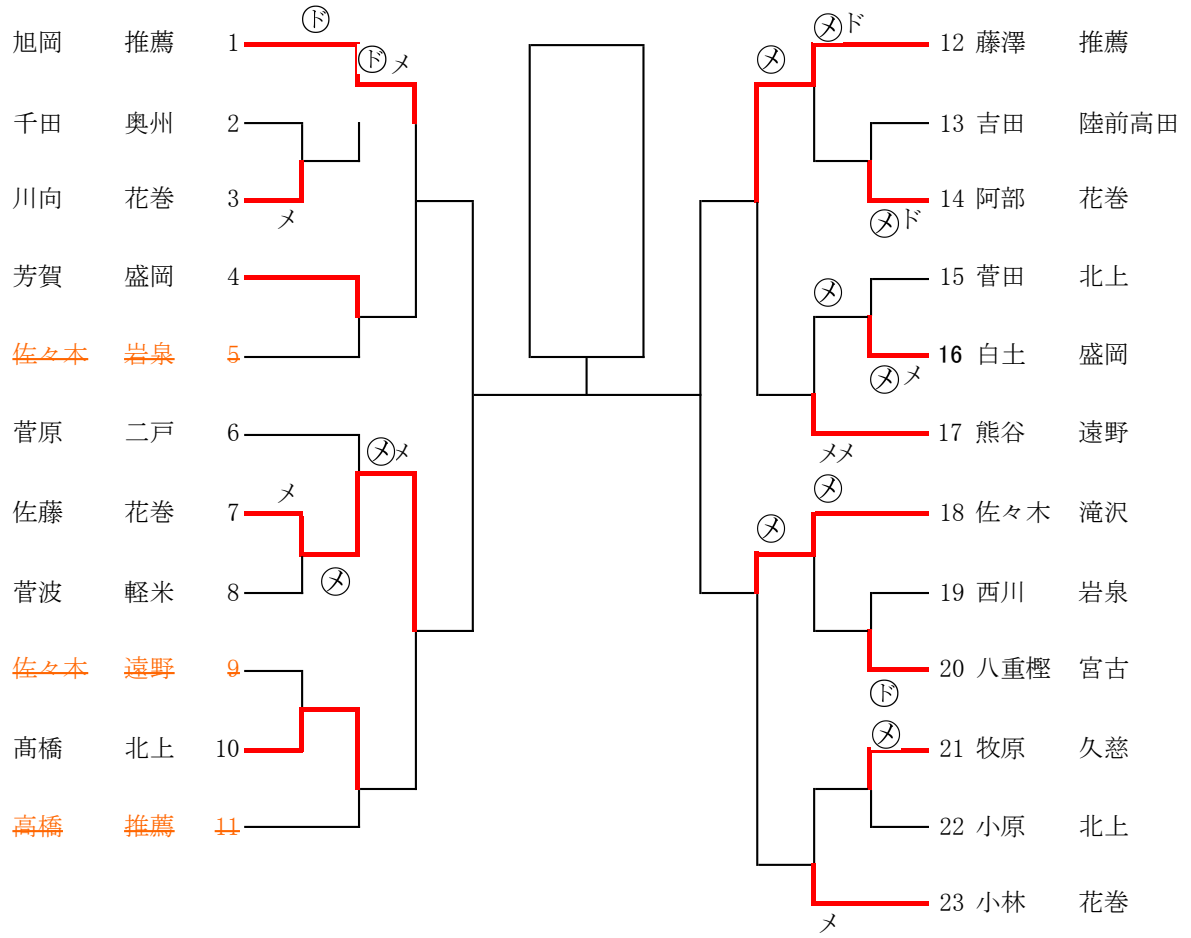 ド
旭岡 推薦 1
ド メ
千田 奥州 2
川向 花巻 3
メ
芳賀 盛岡 4
佐々木 岩泉 5
菅原 二戸 6
メメ
メ
佐藤 花巻 7
メ
菅波 軽米 8
佐々木 遠野 9
髙橋 北上 10
高橋 推薦 11
メド
メ
12 藤澤 推薦
13 吉田 陸前高田
14 阿部 花巻
メド
15 菅田 北上
メ
16 白土 盛岡
メメ
17 熊谷 遠野
メメ
メ
18 佐々木 滝沢
メ
19 西川 岩泉
20 八重樫 宮古
ド
メ
21 牧原 久慈
22 小原 北上
23 小林 花巻
メ